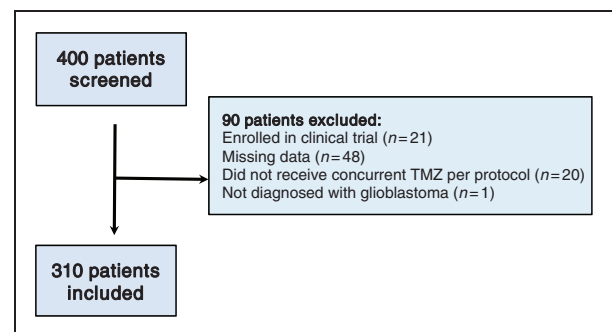 400 patients
screened
90 patients excluded:
Enrolled in clinical trial (n=21)
Missing data (n=48)
Did not receive concurrent TMZ per protocol (n=20)
Not diagnosed with glioblastoma (n=1)
310 patients
included